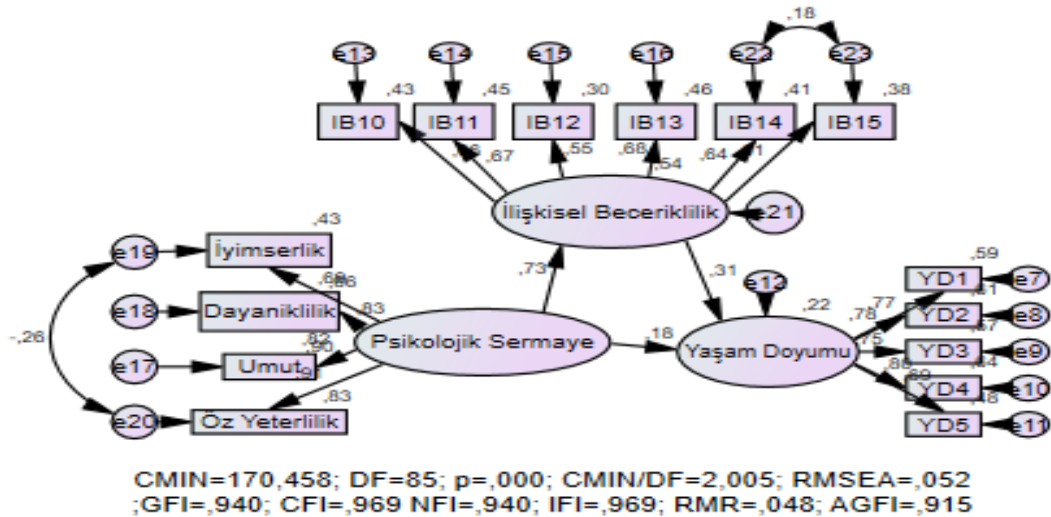 ,18
e13 e14 e15 e16 e22 e23
,43 ,45 ,30 ,46 ,41 ,38
IB10 IB11 IB12 IB13 IB14 IB15
,67 ,55 ,68 ,54 ,64
İlişkisel Beceriklilik e21
,43
e19 İyimserlik
,73 ,31 e12 ,59
YD1 e7
e18 Dayaniklilik ,83 ,22 ,77
,78 YD2 e8
-,26 Psikolojik Sermaye ,18 Yaşam Doyumu ,75 YD3 e9
e17 Umut
YD4 e10
,83
e20 Öz Yeterlilik YD5 e11
CMIN=170,458; DF=85; p=,000; CMIN/DF=2,005; RMSEA=,052
;GFI=,940; CFI=,969 NFI=,940; IFI=,969; RMR=,048; AGFI=,915